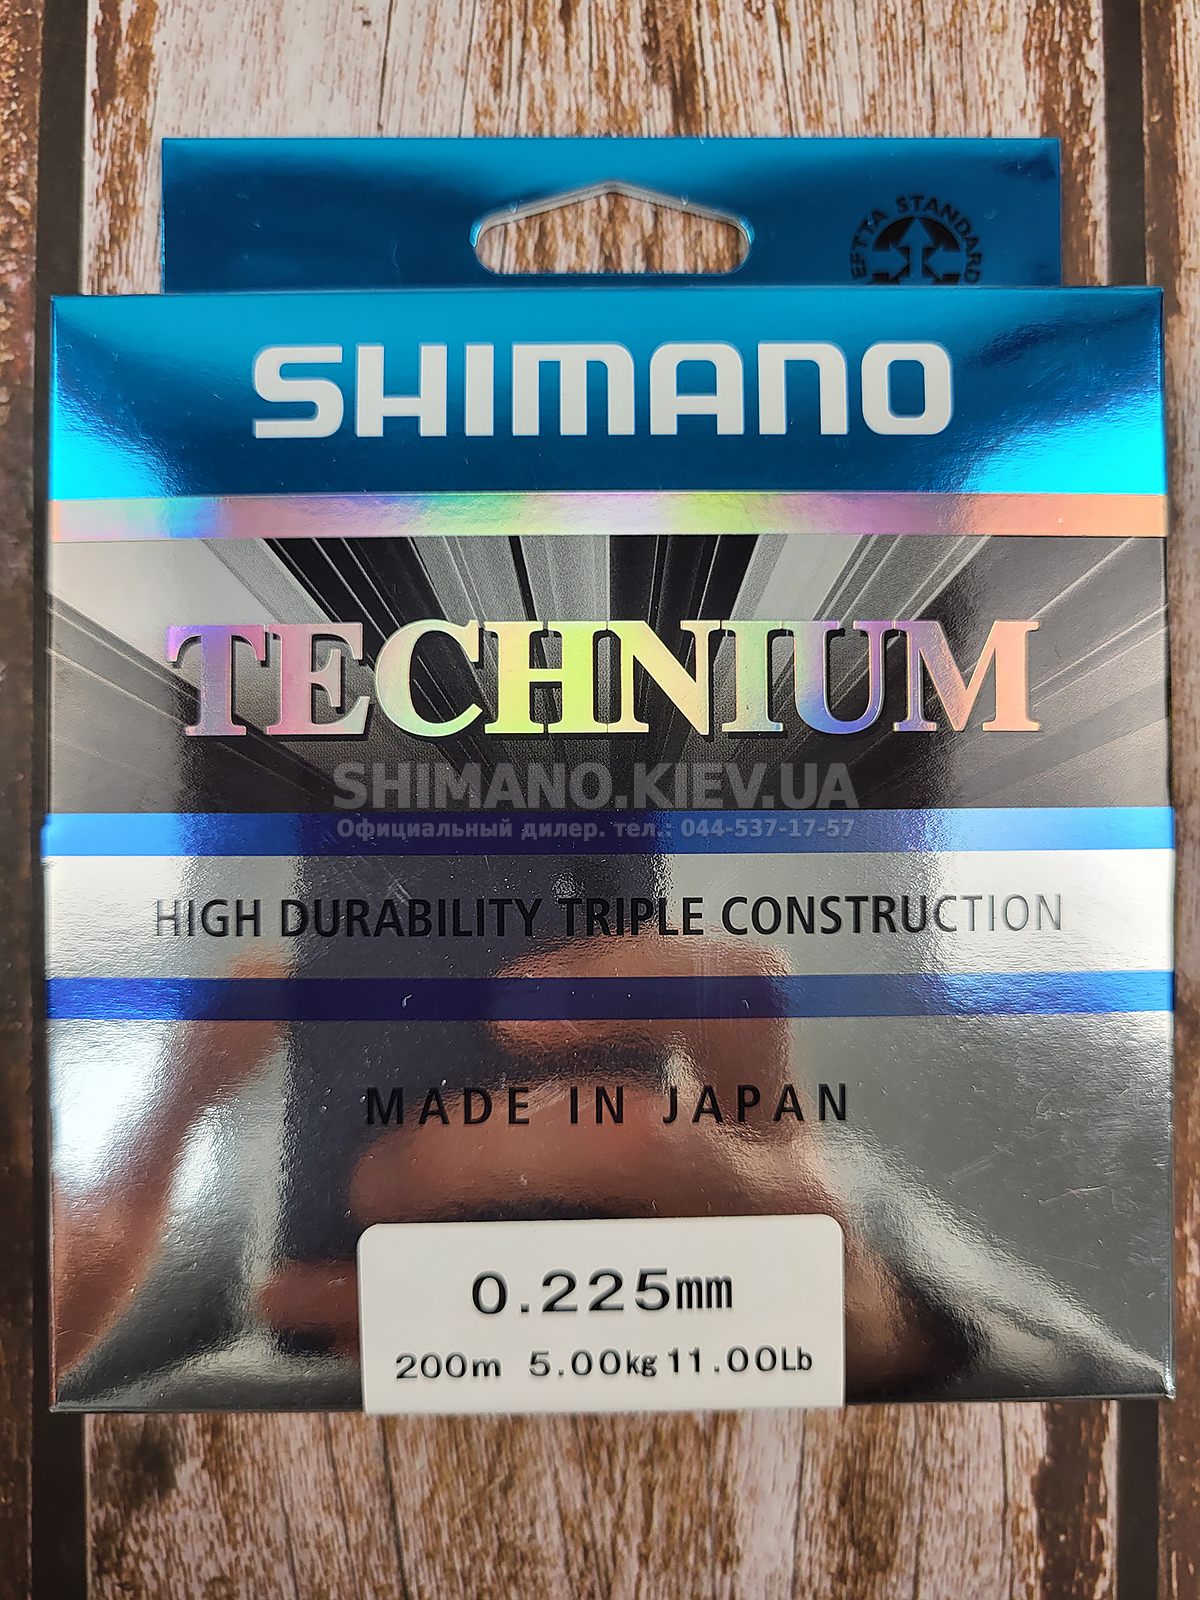 EFTTA STANDARD
SHIMANO
TECHNIUM
SHIMANO.KIEV.UA
Официальный дилер. тел.: 044-537-17-57
HIGH DURABILITY TRIPLE CONSTRUCTION
MADE IN JAPAN
0.225mm
200m 5.00kg 11.00Lb